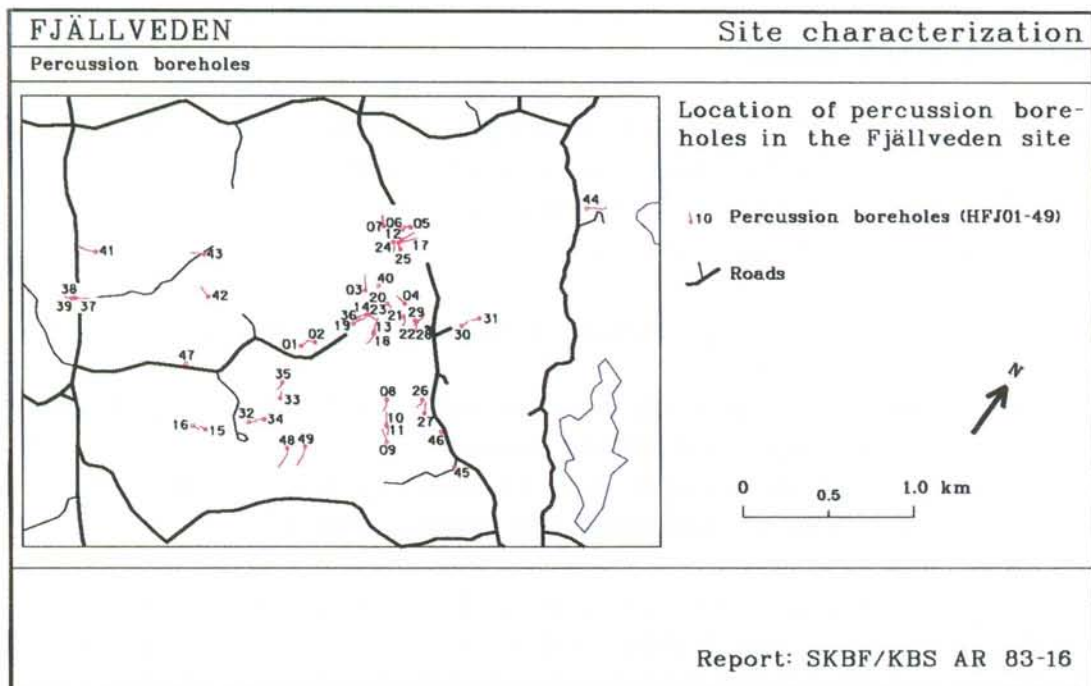 FJÄLLVEDEN
Site characterization
Percussion boreholes
Location of percussion bore-
holes in the Fjällveden site
10 Percussion boreholes (HFJ01-49)
Roads
N
0 0.5 1.0 km
44
07 06 05
12
24 17
25
41 43
38
39 37
42
40
03
20 04
14
36 23 21 29
19 13
18 22 28 30 31
01 02
47
35
33
08 26
32 34
10 27
16 15
11
46
48 49 09
45
Report: SKBF/KBS AR 83-16